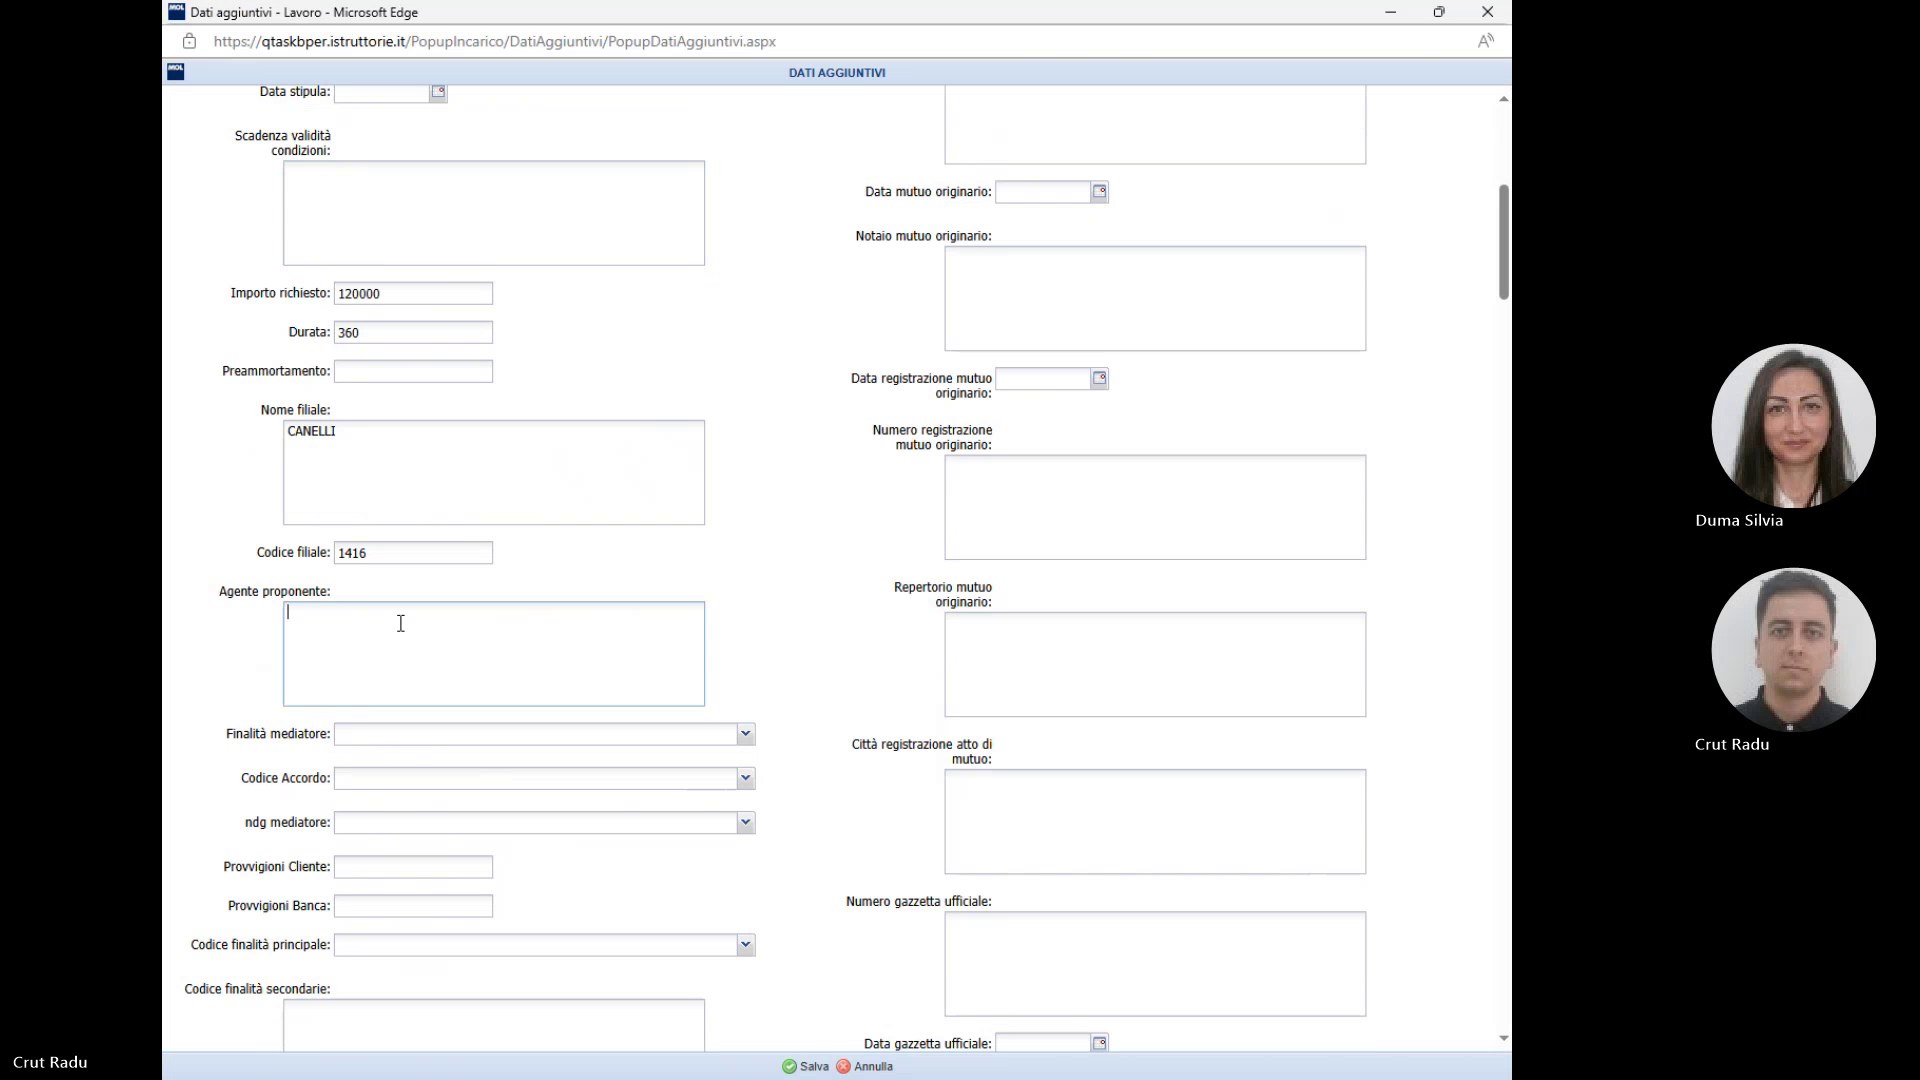 MOL Dati aggiuntivi - Lavoro - Microsoft Edge
https://qtaskbper.istruttorie.it/PopupIncarico/DatiAggiuntivi/PopupDatiAggiuntivi.aspx
MOL
DATI AGGIUNTIVI
Data stipula:
Scadenza validità
condizioni:
Importo richiesto: 120000
Durata: 360
Preammortamento:
Nome filiale:
CANELLI
Codice filiale: 1416
Agente proponente:
Finalità mediatore:
Codice Accordo:
ndg mediatore:
Provvigioni Cliente:
Provvigioni Banca:
Codice finalità principale:
Codice finalità secondarie:
Data mutuo originario:
Notaio mutuo originario:
Data registrazione mutuo
originario:
Numero registrazione
mutuo originario:
Repertorio mutuo
originario:
Città registrazione atto di
mutuo:
Numero gazzetta ufficiale:
Data gazzetta ufficiale:
Salva Annulla
Duma Silvia
Crut Radu
Crut Radu